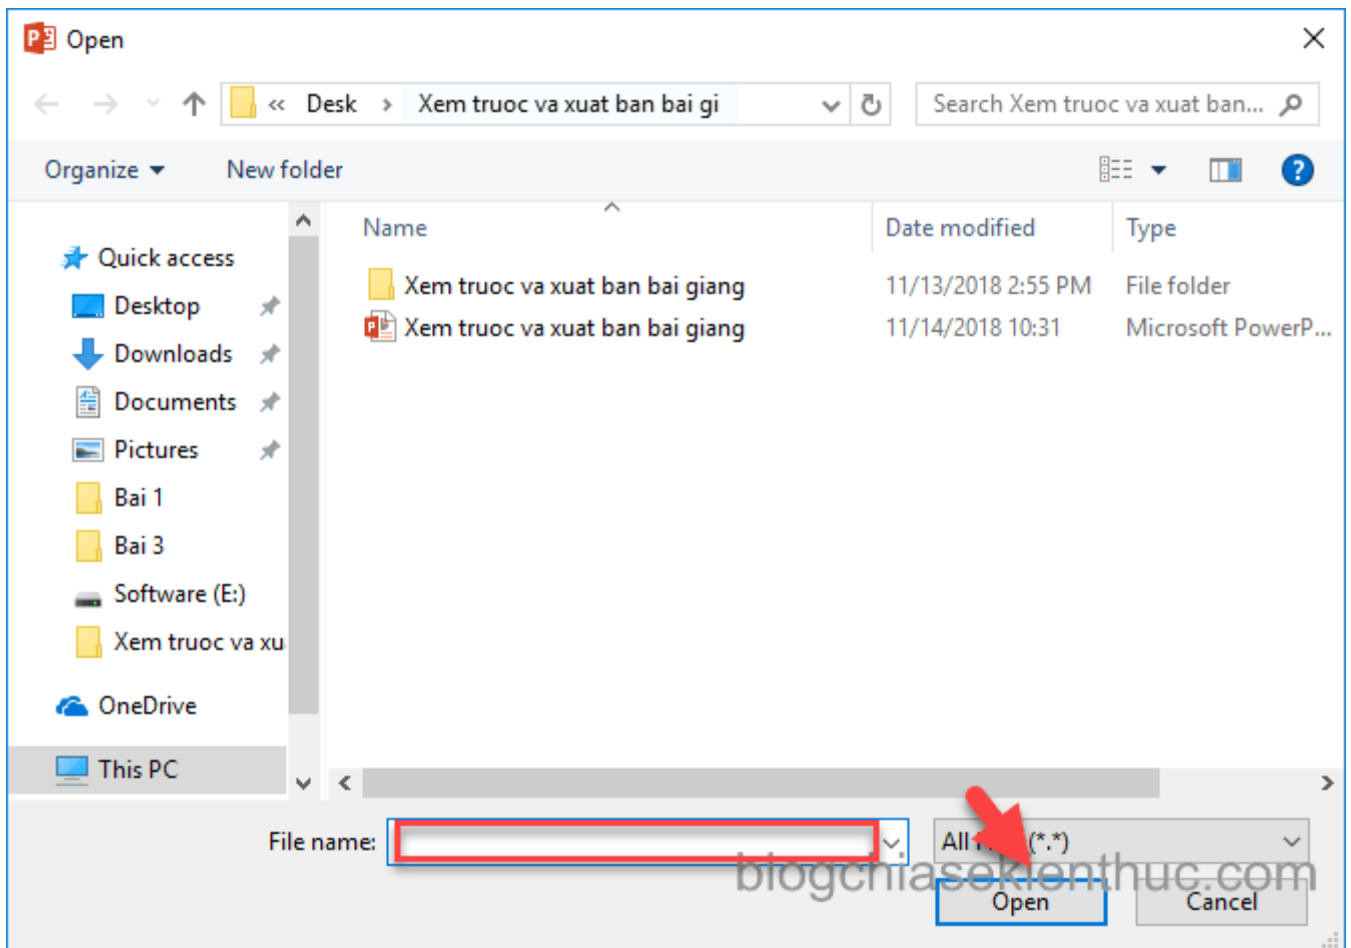 Open
« Desk > Xem truoc va xuat ban bai gi
Search Xem truoc va xuat ban...
Organize
New folder
Name
Date modified
Type
Quick access
Desktop
Downloads
Documents
Pictures
Bai 1
Bai 3
Software (E:)
Xem truoc va xu
OneDrive
This PC
Xem truoc va xuat ban bai giang 11/13/2018 2:55 PM File folder
Xem truoc va xuat ban bai giang 11/14/2018 10:31 Microsoft PowerP...
File name:
All (*.*)
blogchiasekienthuc.com
Open
Cancel